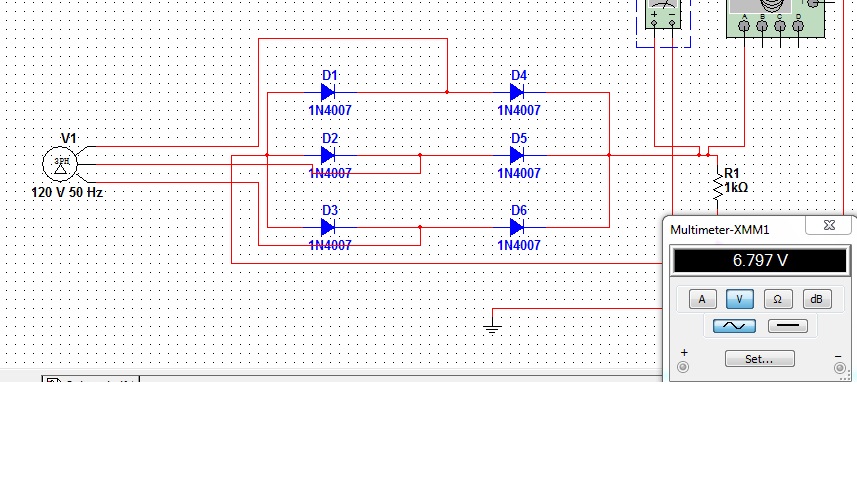 A B C D
T
+ −
D1
1N4007
D4
1N4007
V1
3PH
120 V 50 Hz
D2
1N4007
D5
1N4007
R1
1kΩ
D3
1N4007
D6
1N4007
Multimeter-XMM1
6.797 V
A V Ω dB
+ Set... −